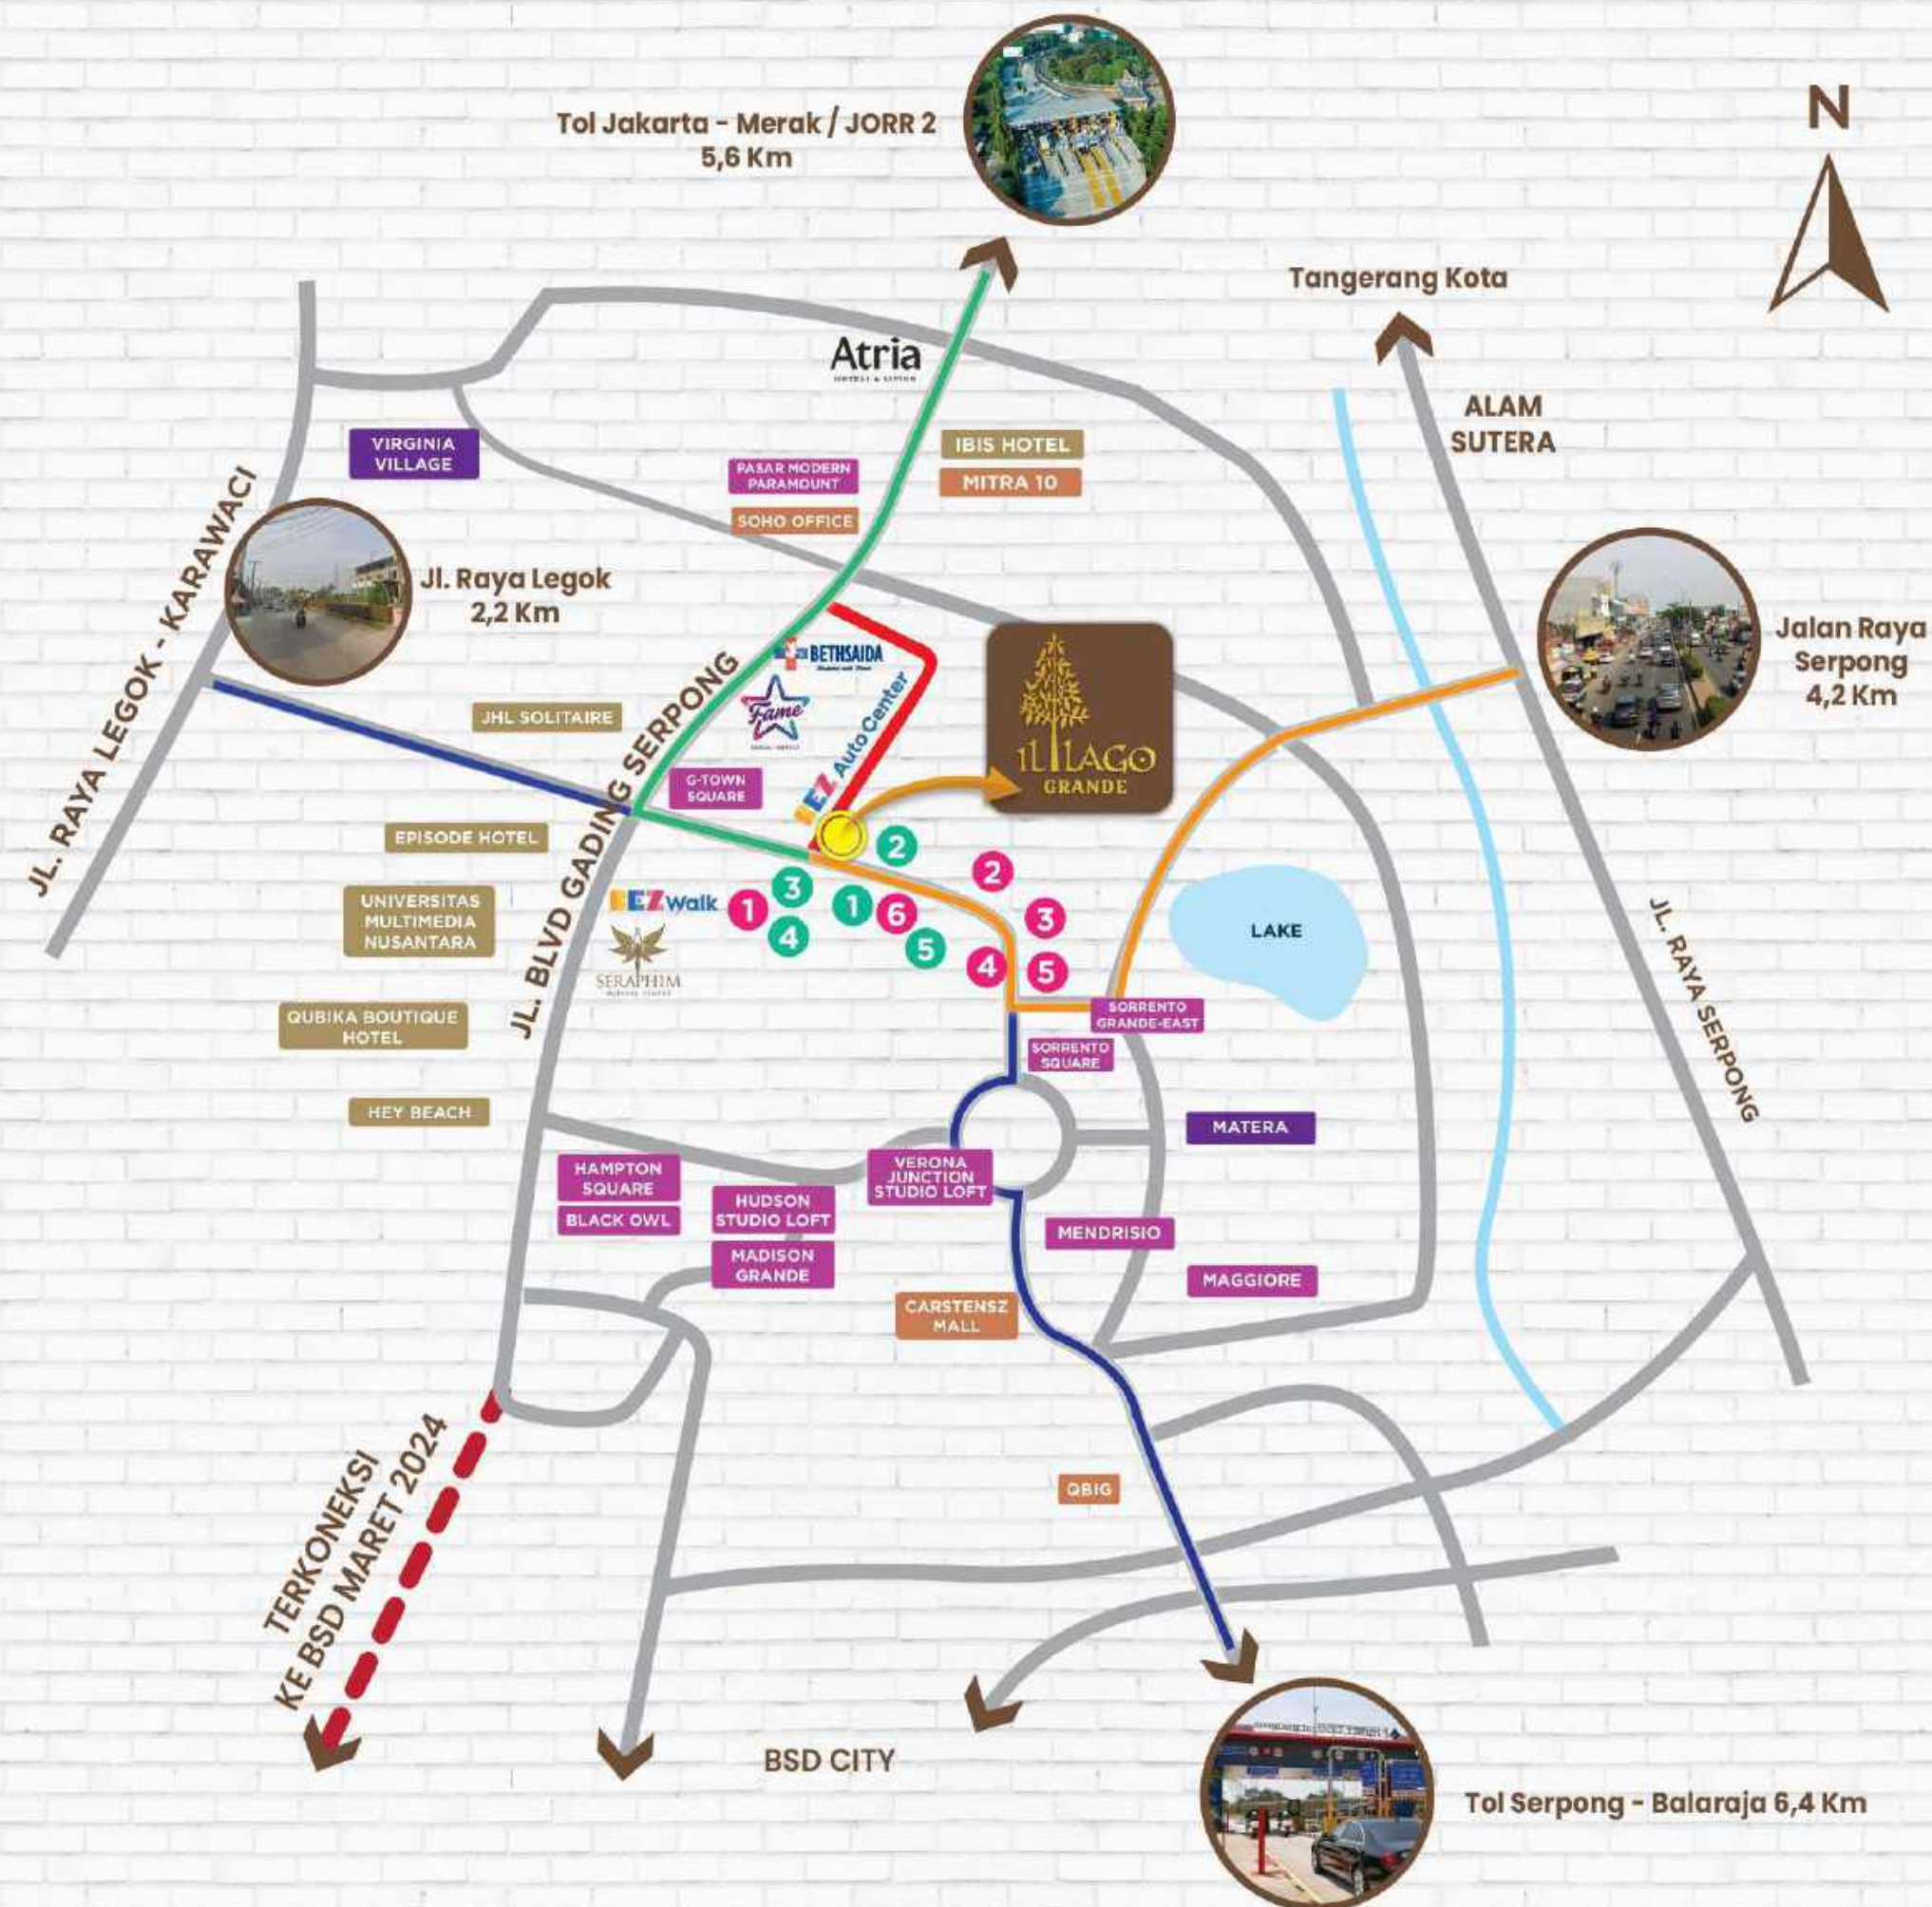 Tol Jakarta - Merak / JORR 2
5,6 Km
N
Tangerang Kota
Atria
ALAM
SUTERA
VIRGINIA
VILLAGE
IBIS HOTEL
MITRA 10
PASAR MODERN
PARAMOUNT
SOHO OFFICE
JL. RAYA LEGOK - KARAWACI
Jl. Raya Legok
2,2 Km
Jalan Raya
Serpong
4,2 Km
BETHSAIDA
Fame
BEZ Auto Center
IL LAGO
GRANDE
JHL SOLITAIRE
G-TOWN
SQUARE
JL. BLVD GADING SERPONG
EPISODE HOTEL
2
2
3
1
6
BEZ Walk
1
3
4
5
4
5
UNIVERSITAS
MULTIMEDIA
NUSANTARA
SERAPHIM
LAKE
JL. RAYA SERPONG
QUBIKA BOUTIQUE
HOTEL
SORRENTO
GRANDE-EAST
SORRENTO
SQUARE
HEY BEACH
MATERA
HAMPTON
SQUARE
BLACK OWL
HUDSON
STUDIO LOFT
MADISON
GRANDE
VERONA
JUNCTION
STUDIO LOFT
MENDRISIO
MAGGIORE
CARSTENSZ
MALL
QBIG
TERKONEKSI
KE BSD MARET 2024
BSD CITY
Tol Serpong - Balaraja 6,4 Km